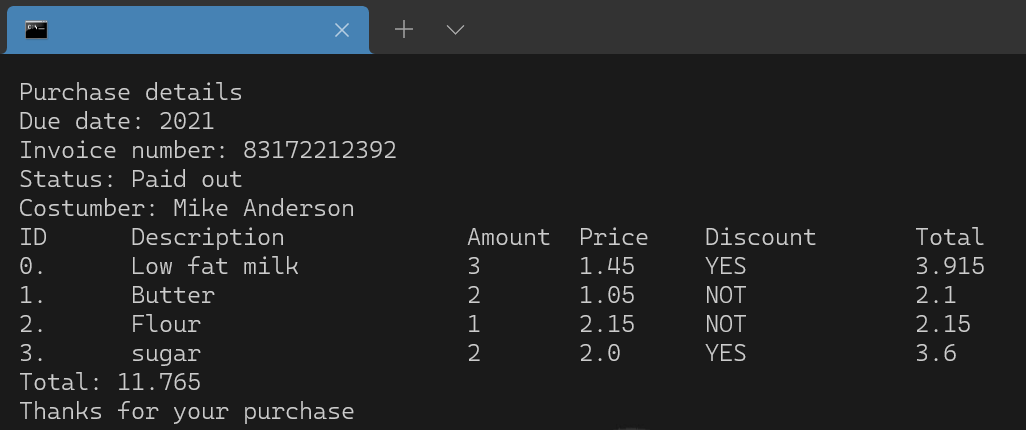 Purchase details
Due date: 2021
Invoice number: 83172212392
Status: Paid out
Costumber: Mike Anderson
ID Description Amount Price Discount Total
0. Low fat milk 3 1.45 YES 3.915
1. Butter 2 1.05 NOT 2.1
2. Flour 1 2.15 NOT 2.15
3. sugar 2 2.0 YES 3.6
Total: 11.765
Thanks for your purchase